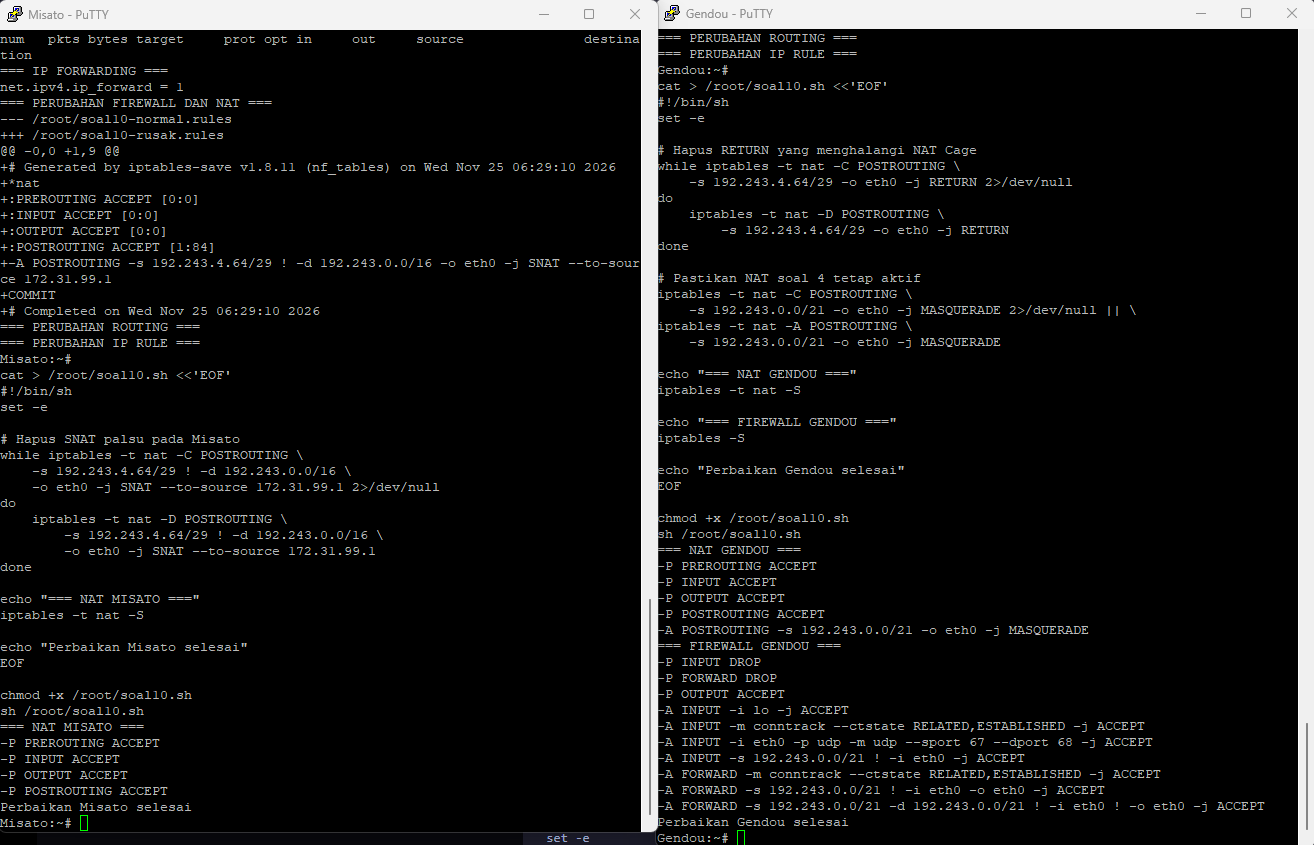 Misato - PuTTY
num   pkts bytes target     prot opt in     out     source               destina
tion
=== IP FORWARDING ===
net.ipv4.ip_forward = 1
=== PERUBAHAN FIREWALL DAN NAT ===
--- /root/soal10-normal.rules
+++ /root/soal10-rusak.rules
@@ -0,0 +1,9 @@
+# Generated by iptables-save v1.8.11 (nf_tables) on Wed Nov 25 06:29:10 2026
+*nat
+:PREROUTING ACCEPT [0:0]
+:INPUT ACCEPT [0:0]
+:OUTPUT ACCEPT [0:0]
+:POSTROUTING ACCEPT [1:84]
+-A POSTROUTING -s 192.243.4.64/29 ! -d 192.243.0.0/16 -o eth0 -j SNAT --to-sour
ce 172.31.99.1
+COMMIT
+# Completed on Wed Nov 25 06:29:10 2026
=== PERUBAHAN ROUTING ===
=== PERUBAHAN IP RULE ===
Misato:~#
cat > /root/soal10.sh <<'EOF'
#!/bin/sh
set -e

# Hapus SNAT palsu pada Misato
while iptables -t nat -C POSTROUTING \
    -s 192.243.4.64/29 ! -d 192.243.0.0/16 \
    -o eth0 -j SNAT --to-source 172.31.99.1 2>/dev/null
do
    iptables -t nat -D POSTROUTING \
        -s 192.243.4.64/29 ! -d 192.243.0.0/16 \
        -o eth0 -j SNAT --to-source 172.31.99.1
done

echo "=== NAT MISATO ==="
iptables -t nat -S

echo "Perbaikan Misato selesai"
EOF

chmod +x /root/soal10.sh
sh /root/soal10.sh
=== NAT MISATO ===
-P PREROUTING ACCEPT
-P INPUT ACCEPT
-P OUTPUT ACCEPT
-P POSTROUTING ACCEPT
Perbaikan Misato selesai
Misato:~#
Gendou - PuTTY
=== PERUBAHAN ROUTING ===
=== PERUBAHAN IP RULE ===
Gendou:~#
cat > /root/soal10.sh <<'EOF'
#!/bin/sh
set -e

# Hapus RETURN yang menghalangi NAT Cage
while iptables -t nat -C POSTROUTING \
    -s 192.243.4.64/29 -o eth0 -j RETURN 2>/dev/null
do
    iptables -t nat -D POSTROUTING \
        -s 192.243.4.64/29 -o eth0 -j RETURN
done

# Pastikan NAT soal 4 tetap aktif
iptables -t nat -C POSTROUTING \
    -s 192.243.0.0/21 -o eth0 -j MASQUERADE 2>/dev/null || \
iptables -t nat -A POSTROUTING \
    -s 192.243.0.0/21 -o eth0 -j MASQUERADE

echo "=== NAT GENDOU ==="
iptables -t nat -S

echo "=== FIREWALL GENDOU ==="
iptables -S

echo "Perbaikan Gendou selesai"
EOF

chmod +x /root/soal10.sh
sh /root/soal10.sh
=== NAT GENDOU ===
-P PREROUTING ACCEPT
-P INPUT ACCEPT
-P OUTPUT ACCEPT
-P POSTROUTING ACCEPT
-A POSTROUTING -s 192.243.0.0/21 -o eth0 -j MASQUERADE
=== FIREWALL GENDOU ===
-P INPUT DROP
-P FORWARD DROP
-P OUTPUT ACCEPT
-A INPUT -i lo -j ACCEPT
-A INPUT -m conntrack --ctstate RELATED,ESTABLISHED -j ACCEPT
-A INPUT -i eth0 -p udp -m udp --sport 67 --dport 68 -j ACCEPT
-A INPUT -s 192.243.0.0/21 ! -i eth0 -j ACCEPT
-A FORWARD -m conntrack --ctstate RELATED,ESTABLISHED -j ACCEPT
-A FORWARD -s 192.243.0.0/21 ! -i eth0 -o eth0 -j ACCEPT
-A FORWARD -s 192.243.0.0/21 -d 192.243.0.0/21 ! -i eth0 ! -o eth0 -j ACCEPT
Perbaikan Gendou selesai
Gendou:~#
set -e